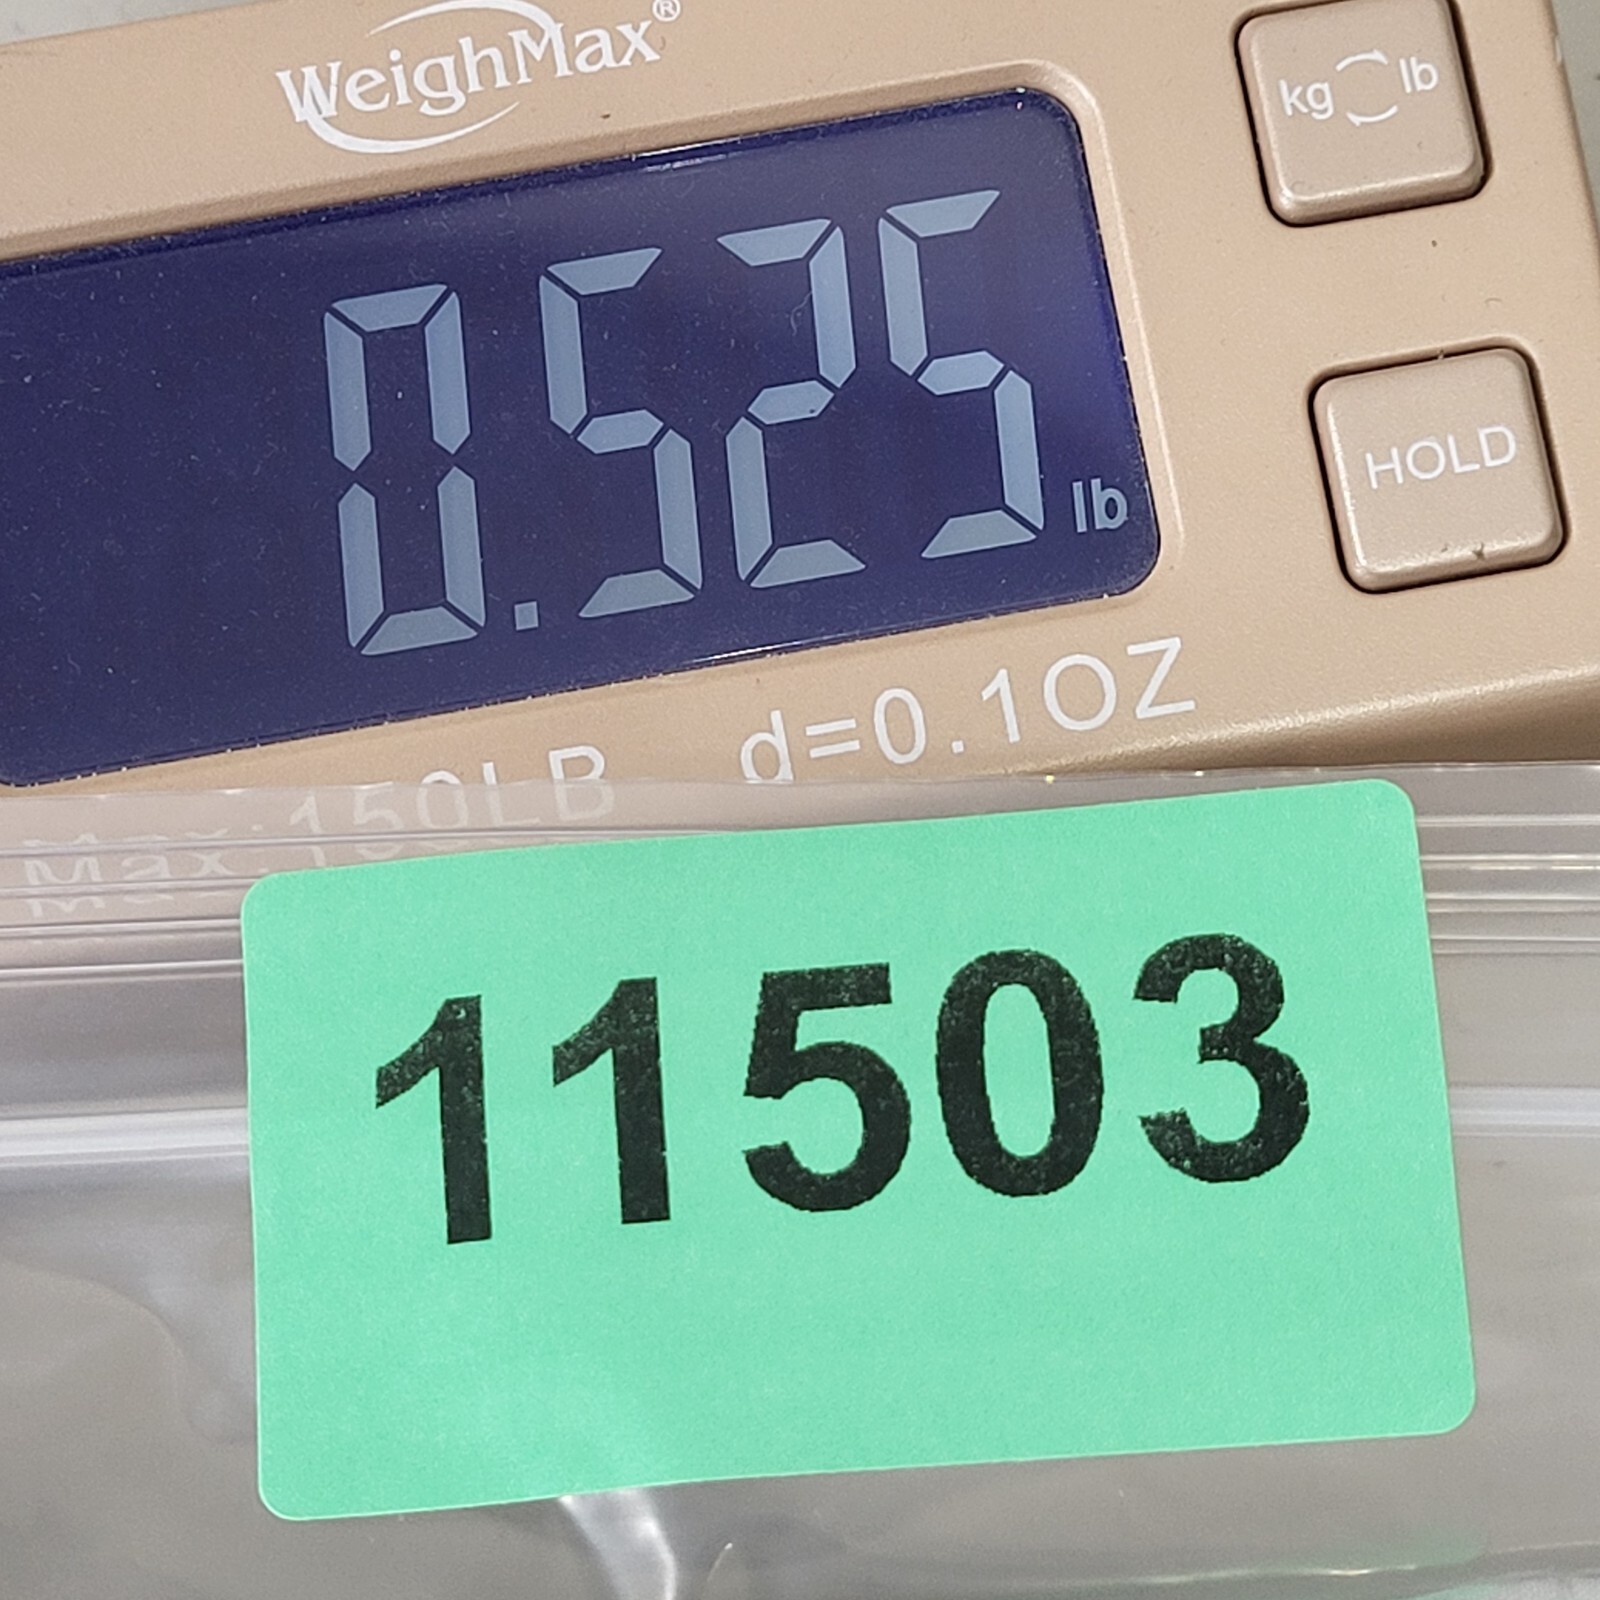 WeighMax®
kg lb
0.525 lb
HOLD
Max:150LB d=0.1OZ
11503